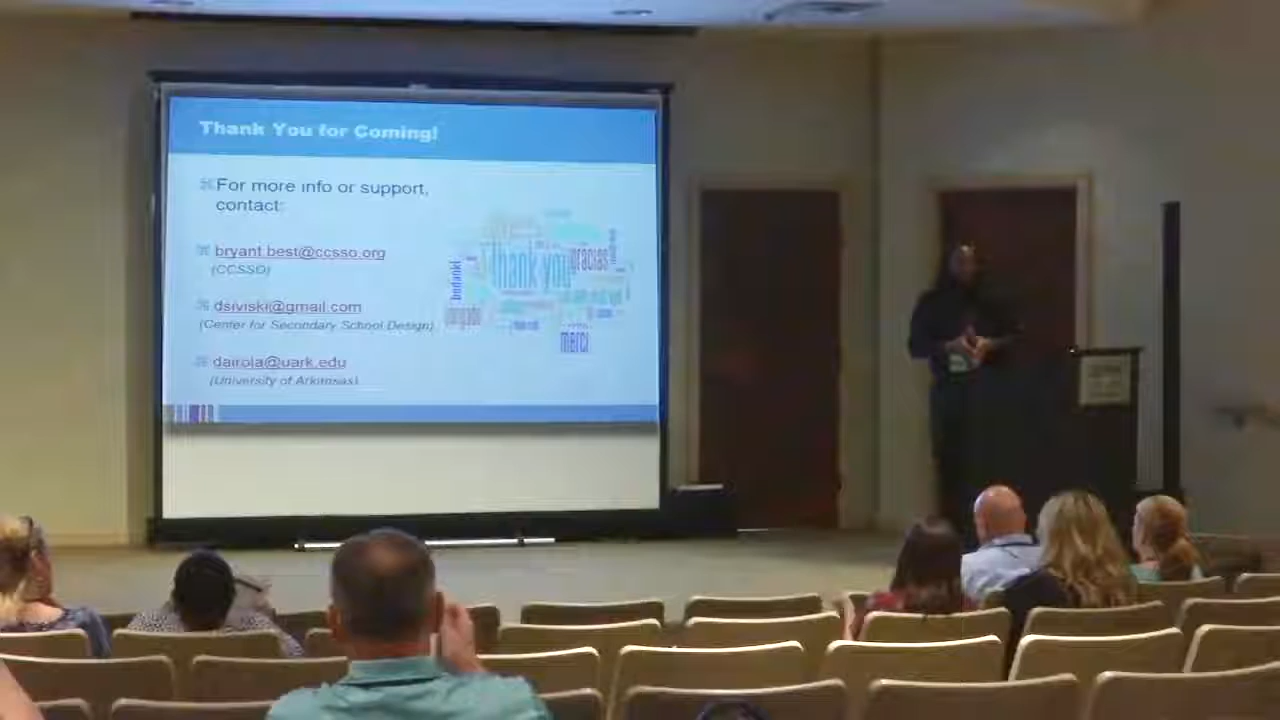 Thank You for Coming!
For more info or support,
contact:
bryant.best@ccsso.org
(CCSSO)
dsiviski@gmail.com
(Center for Secondary School Design)
dairola@uark.edu
(University of Arkansas)
thank you
gracias
merci